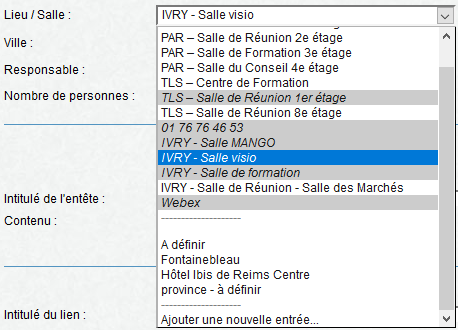 Lieu / Salle :
IVRY - Salle visio
Ville :
PAR – Salle de Réunion 2e étage
PAR – Salle de Formation 3e étage
Responsable :
PAR – Salle du Conseil 4e étage
TLS – Centre de Formation
Nombre de personnes :
TLS – Salle de Réunion 1er étage
TLS – Salle de Réunion 8e étage
01 76 76 46 53
IVRY - Salle MANGO
IVRY - Salle visio
IVRY - Salle de formation
IVRY - Salle de Réunion - Salle des Marchés
Intitulé de l'entête :
Webex
Contenu :
--------------------
A définir
Fontainebleau
Hôtel Ibis de Reims Centre
province - à définir
--------------------
Intitulé du lien :
Ajouter une nouvelle entrée...